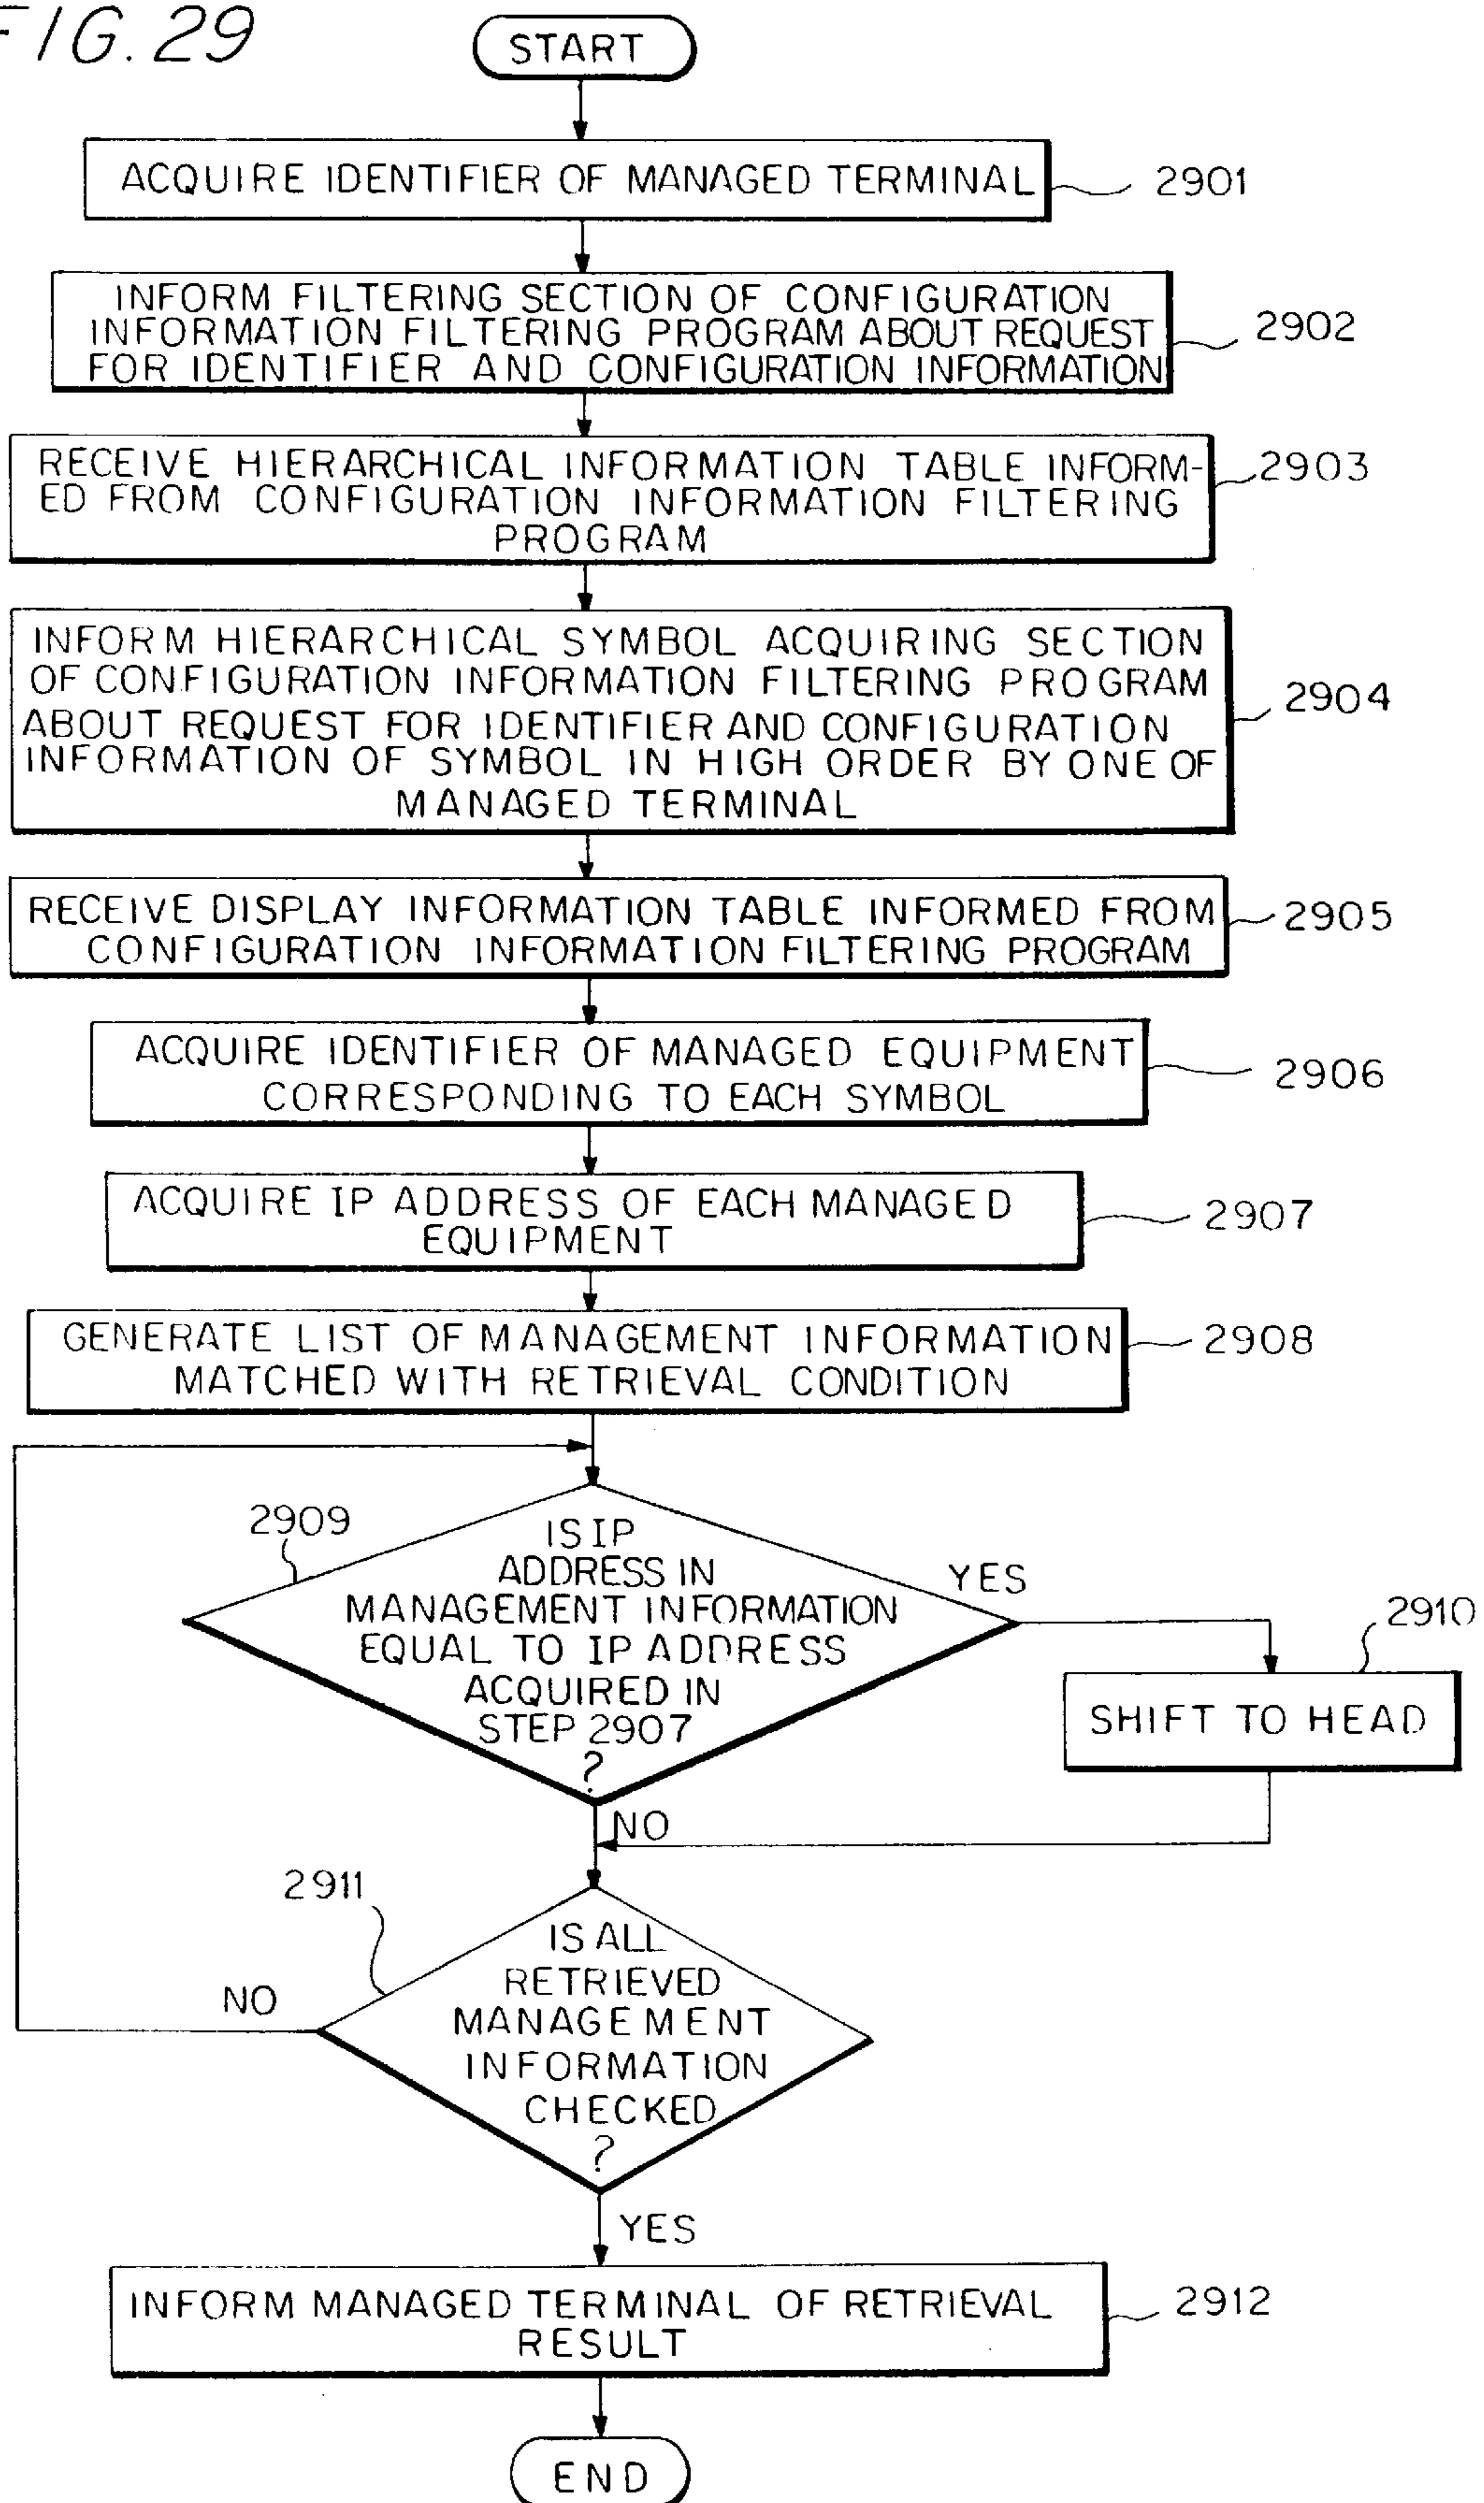 FIG. 29
START
ACQUIRE IDENTIFIER OF MANAGED TERMINAL
2901
INFORM FILTERING SECTION OF CONFIGURATION
INFORMATION FILTERING PROGRAM ABOUT REQUEST
FOR IDENTIFIER AND CONFIGURATION INFORMATION
2902
RECEIVE HIERARCHICAL INFORMATION TABLE INFORM-
ED FROM CONFIGURATION INFORMATION FILTERING
PROGRAM
2903
INFORM HIERARCHICAL SYMBOL ACQUIRING SECTION
OF CONFIGURATION INFORMATION FILTERING PROGRAM
ABOUT REQUEST FOR IDENTIFIER AND CONFIGURATION
INFORMATION OF SYMBOL IN HIGH ORDER BY ONE OF
MANAGED TERMINAL
2904
RECEIVE DISPLAY INFORMATION TABLE INFORMED FROM
CONFIGURATION INFORMATION FILTERING PROGRAM
2905
ACQUIRE IDENTIFIER OF MANAGED EQUIPMENT
CORRESPONDING TO EACH SYMBOL
2906
ACQUIRE IP ADDRESS OF EACH MANAGED
EQUIPMENT
2907
GENERATE LIST OF MANAGEMENT INFORMATION
MATCHED WITH RETRIEVAL CONDITION
2908
2909
IS IP
ADDRESS IN
MANAGEMENT INFORMATION
EQUAL TO IP ADDRESS
ACQUIRED IN
STEP 2907
?
YES
2910
SHIFT TO HEAD
NO
2911
IS ALL
RETRIEVED
MANAGEMENT
INFORMATION
CHECKED
?
NO
YES
INFORM MANAGED TERMINAL OF RETRIEVAL
RESULT
2912
END